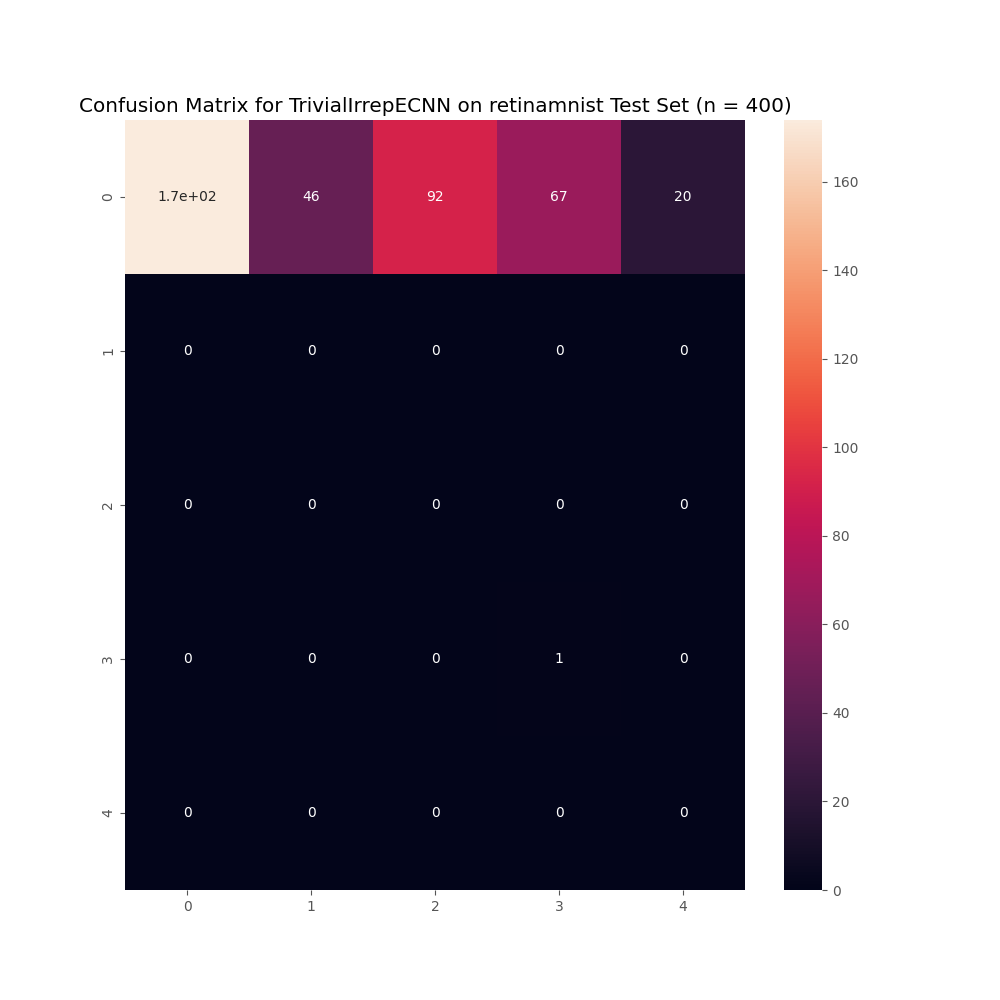 Confusion Matrix for TrivialIrrepECNN on retinamnist Test Set (n = 400)
0 1.7e+02 46 92 67 20
1 0 0 0 0 0
2 0 0 0 0 0
3 0 0 0 1 0
4 0 0 0 0 0
0 1 2 3 4
160
140
120
100
80
60
40
20
0